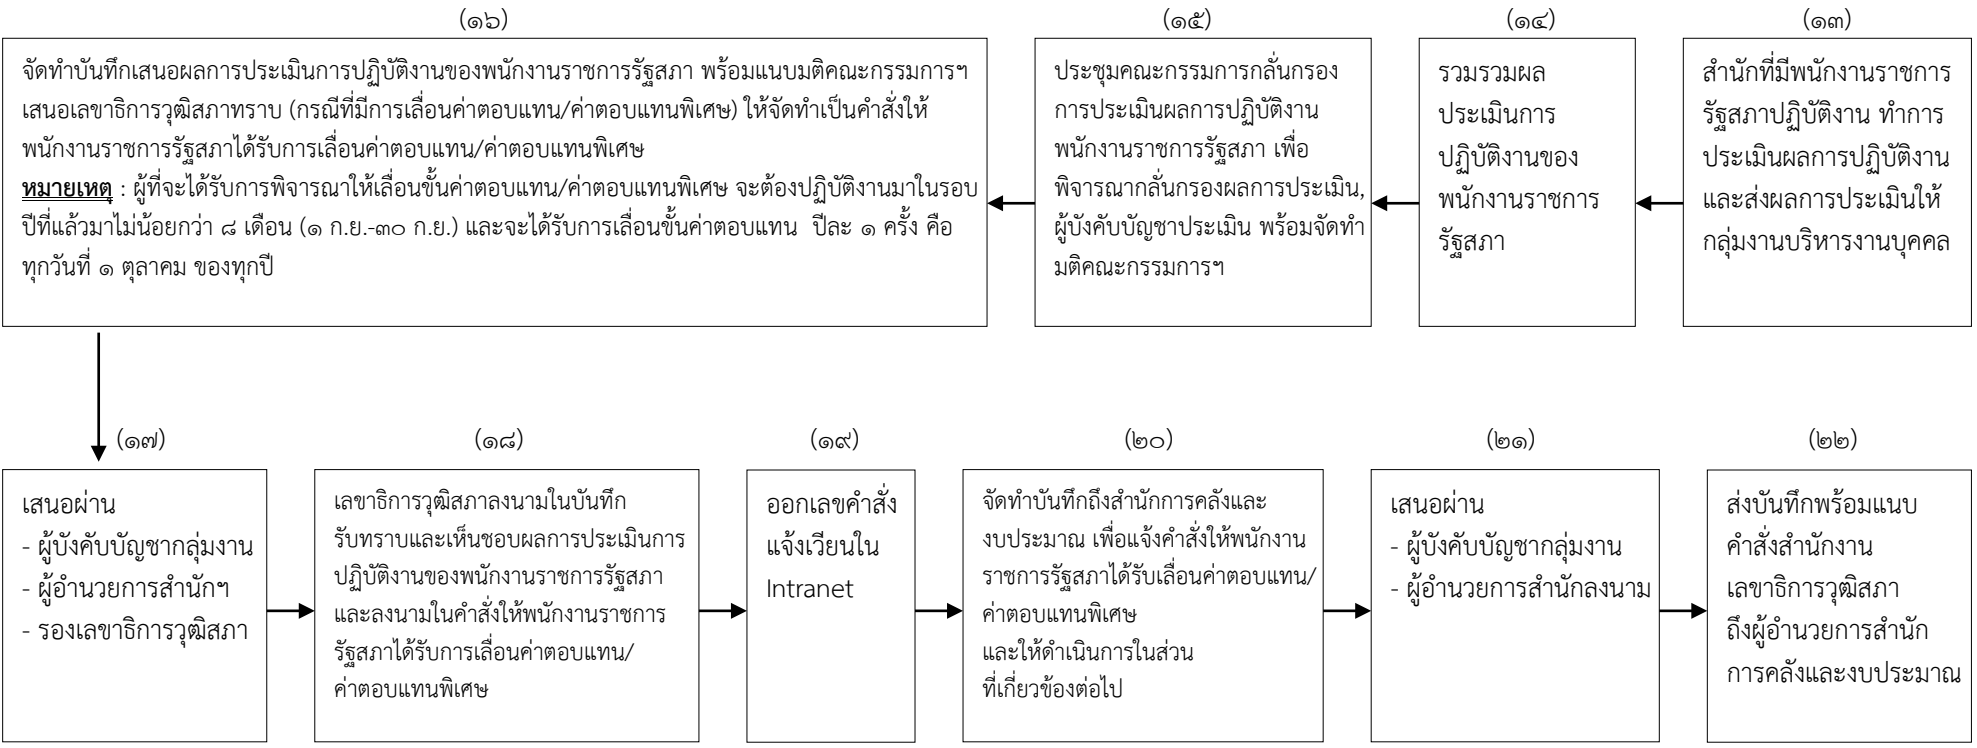 (๑๖)
จัดทำบันทึกเสนอผลการประเมินการปฏิบัติงานของพนักงานราชการรัฐสภา พร้อมแนบมติคณะกรรมการฯ
เสนอเลขาธิการวุฒิสภาทราบ (กรณีที่มีการเลื่อนค่าตอบแทน/ค่าตอบแทนพิเศษ) ให้จัดทำเป็นคำสั่งให้
พนักงานราชการรัฐสภาได้รับการเลื่อนค่าตอบแทน/ค่าตอบแทนพิเศษ
หมายเหตุ : ผู้ที่จะได้รับการพิจารณาให้เลื่อนขั้นค่าตอบแทน/ค่าตอบแทนพิเศษ จะต้องปฏิบัติงานมาในรอบ
ปีที่แล้วมาไม่น้อยกว่า ๘ เดือน (๑ ก.ย.-๓๐ ก.ย.) และจะได้รับการเลื่อนขั้นค่าตอบแทน ปีละ ๑ ครั้ง คือ
ทุกวันที่ ๑ ตุลาคม ของทุกปี
(๑๕)
ประชุมคณะกรรมการกลั่นกรอง
การประเมินผลการปฏิบัติงาน
พนักงานราชการรัฐสภา เพื่อ
พิจารณากลั่นกรองผลการประเมิน,
ผู้บังคับบัญชาประเมิน พร้อมจัดทำ
มติคณะกรรมการฯ
(๑๔)
รวมรวมผล
ประเมินการ
ปฏิบัติงานของ
พนักงานราชการ
รัฐสภา
(๑๓)
สำนักที่มีพนักงานราชการ
รัฐสภาปฏิบัติงาน ทำการ
ประเมินผลการปฏิบัติงาน
และส่งผลการประเมินให้
กลุ่มงานบริหารงานบุคคล
(๑๗)
เสนอผ่าน
- ผู้บังคับบัญชากลุ่มงาน
- ผู้อำนวยการสำนักฯ
- รองเลขาธิการวุฒิสภา
(๑๘)
เลขาธิการวุฒิสภาลงนามในบันทึก
รับทราบและเห็นชอบผลการประเมินการ
ปฏิบัติงานของพนักงานราชการรัฐสภา
และลงนามในคำสั่งให้พนักงานราชการ
รัฐสภาได้รับการเลื่อนค่าตอบแทน/
ค่าตอบแทนพิเศษ
(๑๙)
ออกเลขคำสั่ง
แจ้งเวียนใน
Intranet
(๒๐)
จัดทำบันทึกถึงสำนักการคลังและ
งบประมาณ เพื่อแจ้งคำสั่งให้พนักงาน
ราชการรัฐสภาได้รับเลื่อนค่าตอบแทน/
ค่าตอบแทนพิเศษ
และให้ดำเนินการในส่วน
ที่เกี่ยวข้องต่อไป
(๒๑)
เสนอผ่าน
- ผู้บังคับบัญชากลุ่มงาน
- ผู้อำนวยการสำนักลงนาม
(๒๒)
ส่งบันทึกพร้อมแนบ
คำสั่งสำนักงาน
เลขาธิการวุฒิสภา
ถึงผู้อำนวยการสำนัก
การคลังและงบประมาณ